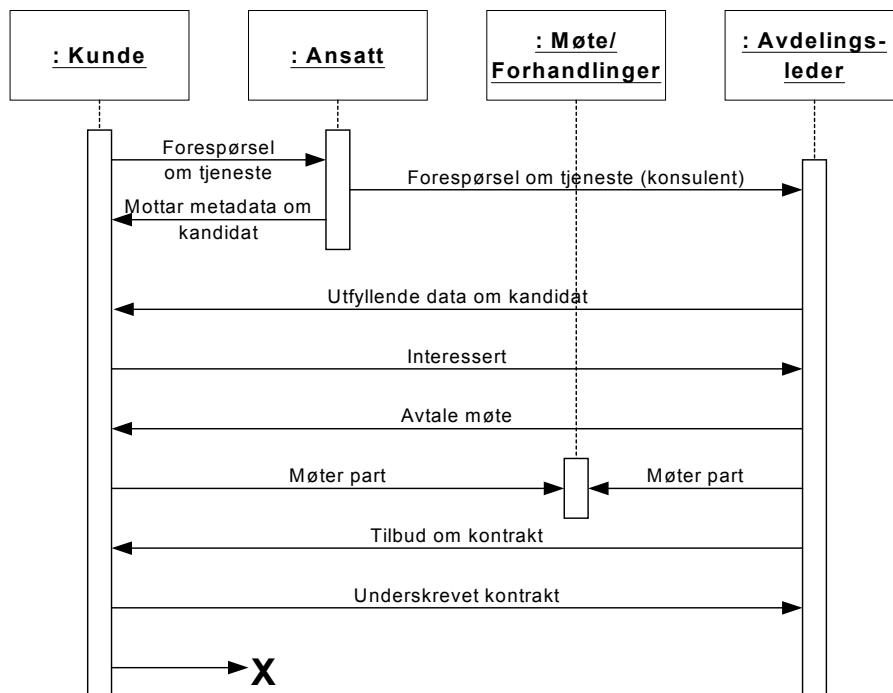 : Kunde
: Ansatt
: Møte/
Forhandlinger
: Avdelings-
leder
Forespørsel
om tjeneste
Forespørsel om tjeneste (konsulent)
Mottar metadata om
kandidat
Utfyllende data om kandidat
Interessert
Avtale møte
Møter part
Møter part
Tilbud om kontrakt
Underskrevet kontrakt
X